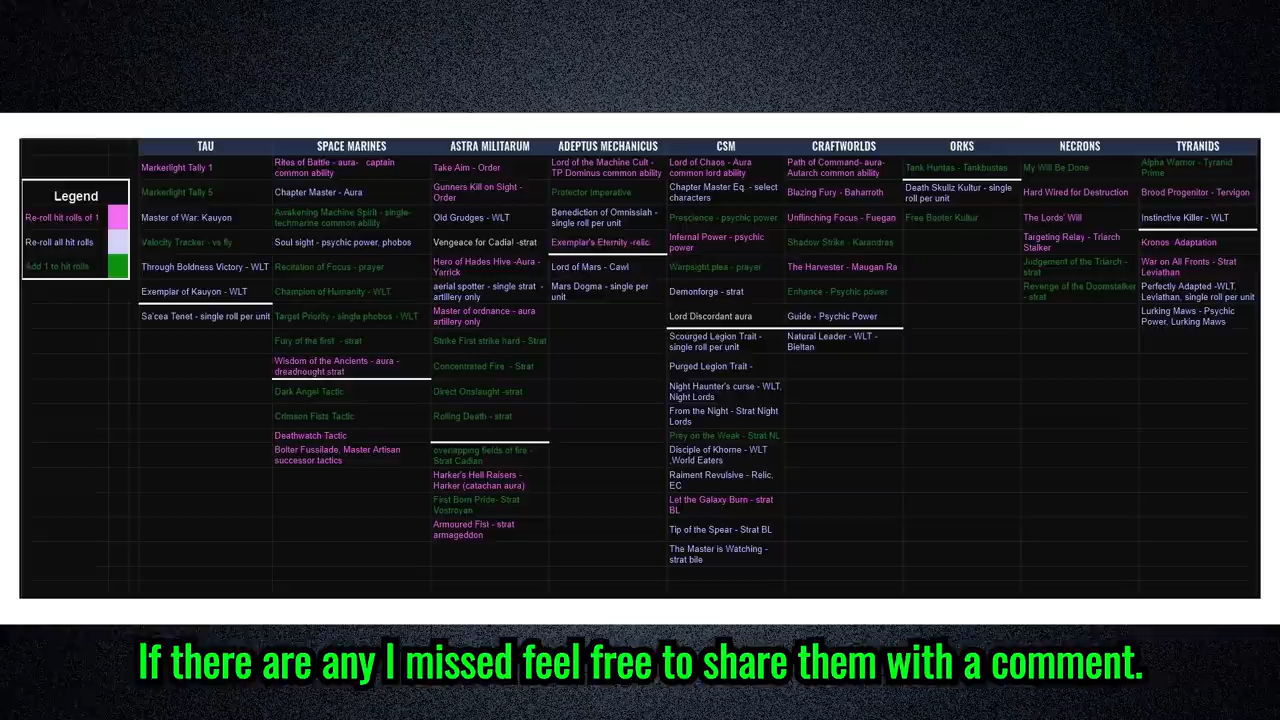 TAU
SPACE MARINES
ASTRA MILITARUM
ADEPTUS MECHANICUS
CSM
CRAFTWORLDS
ORKS
NECRONS
TYRANIDS
Legend
Re-roll hit rolls of 1
Re-roll all hit rolls
Add 1 to hit rolls
Markerlight Tally 1
Markerlight Tally 5
Master of War: Kauyon
Velocity Tracker - vs fly
Through Boldness Victory - WLT
Exemplar of Kauyon - WLT
Sa'cea Tenet - single roll per unit
Rites of Battle - aura- captain
common ability
Chapter Master - Aura
Awakening Machine Spirit - single-
techmarine common ability
Soul sight - psychic power, phobos
Recitation of Focus - prayer
Champion of Humanity - WLT
Target Priority - single phobos - WLT
Fury of the first - strat
Wisdom of the Ancients - aura -
dreadnought strat
Dark Angel Tactic
Crimson Fists Tactic
Deathwatch Tactic
Bolter Fussilade, Master Artisan
successor tactics
Take Aim - Order
Gunners Kill on Sight -
Order
Old Grudges - WLT
Vengeace for Cadia! -strat
Hero of Hades Hive -Aura -
Yarrick
aerial spotter - single strat -
artillery only
Master of ordnance - aura
artillery only
Strike First strike hard - Strat
Concentrated Fire - Strat
Direct Onslaught -strat
Rolling Death - strat
overlapping fields of fire -
Strat Cadian
Harker's Hell Raisers -
Harker (catachan aura)
First Born Pride- Strat
Vostroyan
Armoured Fist - strat
armageddon
Lord of the Machine Cult -
TP Dominus common ability
Protector Imperative
Benediction of Omnissiah -
single roll per unit
Exemplar's Eternity -relic
Lord of Mars - Cawl
Mars Dogma - single per
unit
Lord of Chaos - Aura
common lord ability
Chapter Master Eq. - select
characters
Prescience - psychic power
Infernal Power - psychic
power
Warpsight plea - prayer
Demonforge - strat
Lord Discordant aura
Scourged Legion Trait -
single roll per unit
Purged Legion Trait -
Night Haunter's curse - WLT,
Night Lords
From the Night - Strat Night
Lords
Prey on the Weak - Strat NL
Disciple of Khorne - WLT
,World Eaters
Raiment Revulsive - Relic,
EC
Let the Galaxy Burn - strat
BL
Tip of the Spear - Strat BL
The Master is Watching -
strat bile
Path of Command- aura-
Autarch common ability
Blazing Fury - Baharroth
Unflinching Focus - Fuegan
Shadow Strike - Karandras
The Harvester - Maugan Ra
Enhance - Psychic power
Guide - Psychic Power
Natural Leader - WLT -
Bieltan
Tank Huntas - Tankbustas
Death Skullz Kultur - single
roll per unit
Free Booter Kultur
My Will Be Done
Hard Wired for Destruction
The Lords' Will
Targeting Relay - Triarch
Stalker
Judgement of the Triarch -
strat
Revenge of the Doomstalker
- strat
Alpha Warrior - Tyranid
Prime
Brood Progenitor - Tervigon
Instinctive Killer - WLT
Kronos Adaptation
War on All Fronts - Strat
Leviathan
Perfectly Adapted -WLT,
Leviathan, single roll per unit
Lurking Maws - Psychic
Power, Lurking Maws
If there are any I missed feel free to share them with a comment.